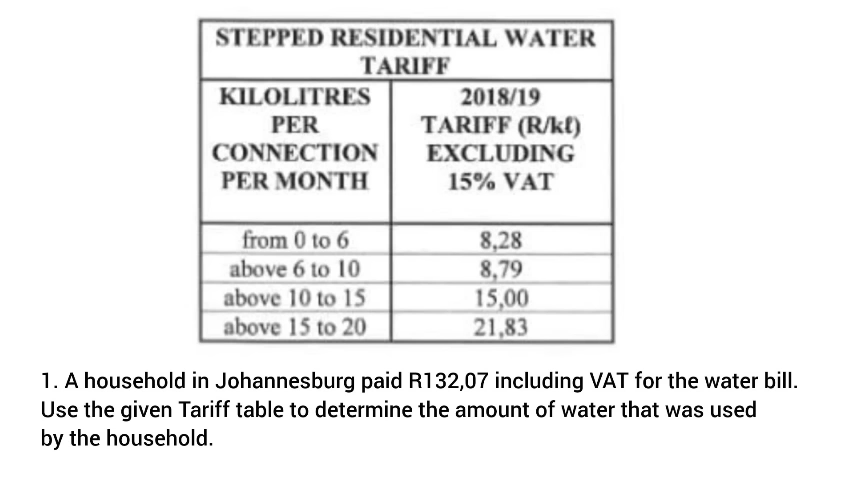 STEPPED RESIDENTIAL WATER
TARIFF
KILOLITRES
PER
CONNECTION
PER MONTH
2018/19
TARIFF (R/kℓ)
EXCLUDING
15% VAT
from 0 to 6 8,28
above 6 to 10 8,79
above 10 to 15 15,00
above 15 to 20 21,83
1. A household in Johannesburg paid R132,07 including VAT for the water bill.
Use the given Tariff table to determine the amount of water that was used
by the household.